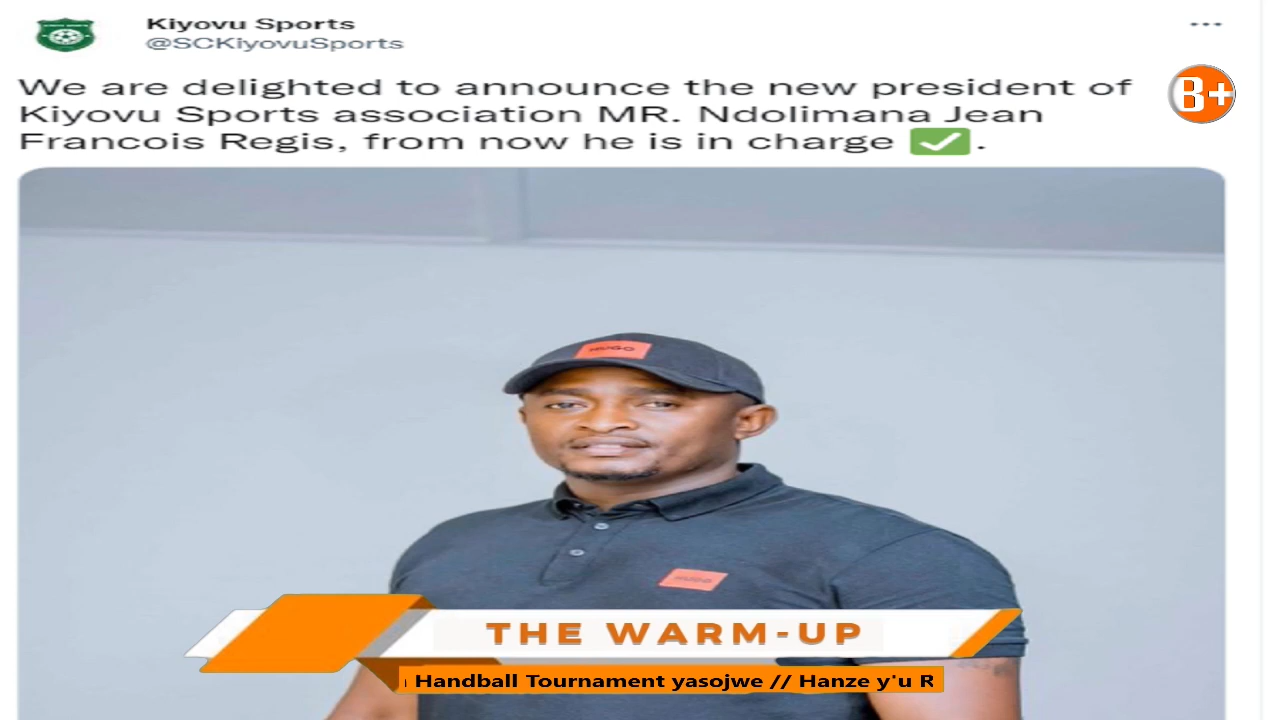 Kiyovu Sports
@SCKiyovuSports
We are delighted to announce the new president of
Kiyovu Sports association MR. Ndolimana Jean
Francois Regis, from now he is in charge ✅.
B+
HUGO
HUGO
THE WARM-UP
Handball Tournament yasojwe // Hanze y'u R